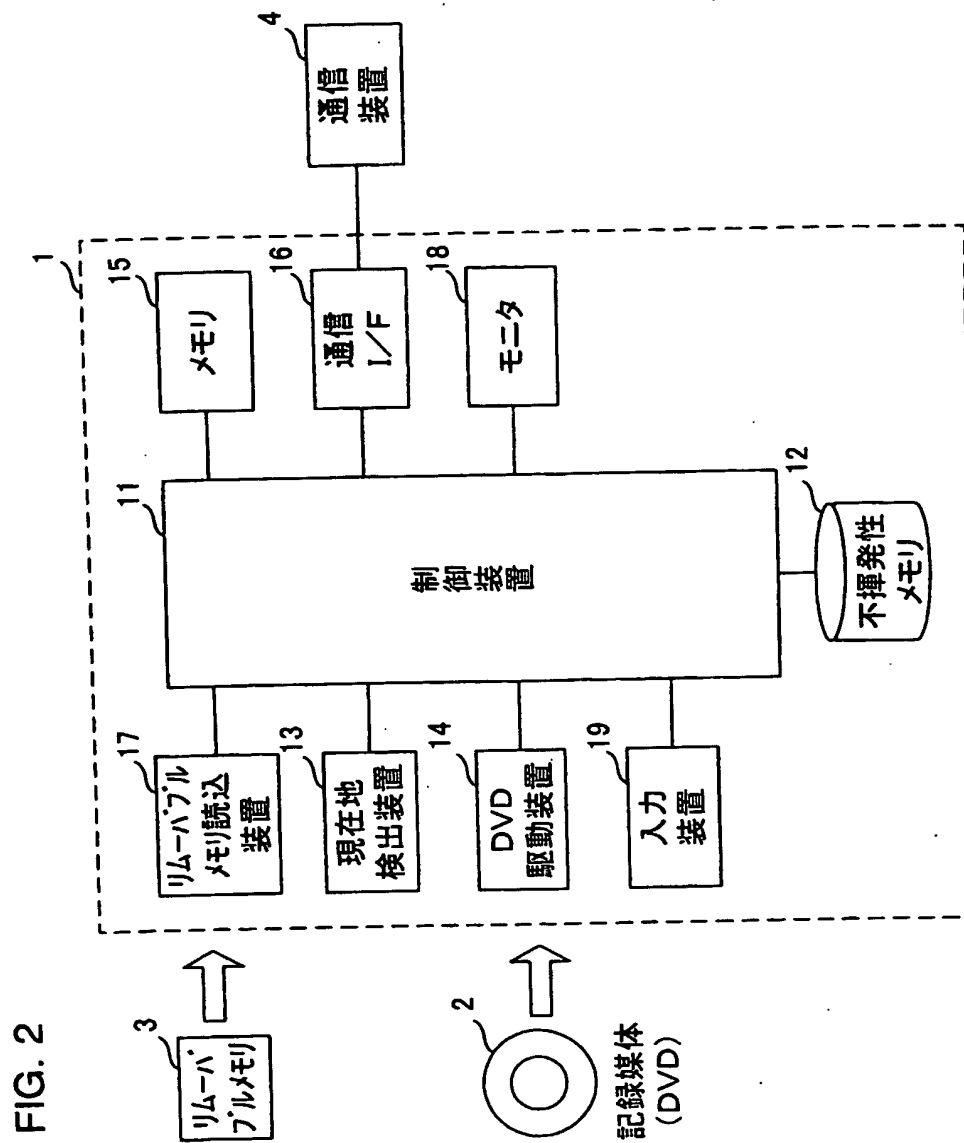 FIG. 2
3
リムーバ
ブルメモリ
2
記録媒体
(DVD)
1
17
リムーバブル
メモリ読込
装置
13
現在地
検出装置
14
DVD
駆動装置
19
入力
装置
11
制御装置
12
不揮発性
メモリ
15
メモリ
16
通信
I/F
18
モニタ
4
通信
装置